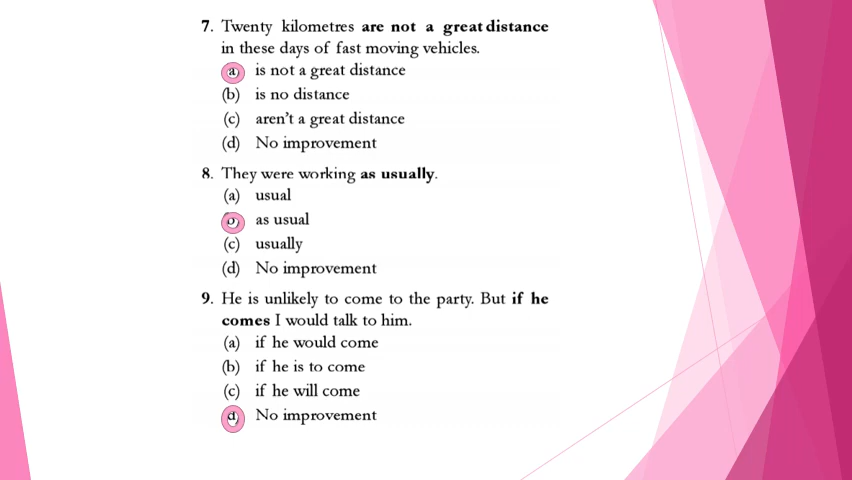 7. Twenty kilometres are not a great distance
in these days of fast moving vehicles.
(a) is not a great distance
(b) is no distance
(c) aren't a great distance
(d) No improvement
8. They were working as usually.
(a) usual
(b) as usual
(c) usually
(d) No improvement
9. He is unlikely to come to the party. But if he
comes I would talk to him.
(a) if he would come
(b) if he is to come
(c) if he will come
(d) No improvement